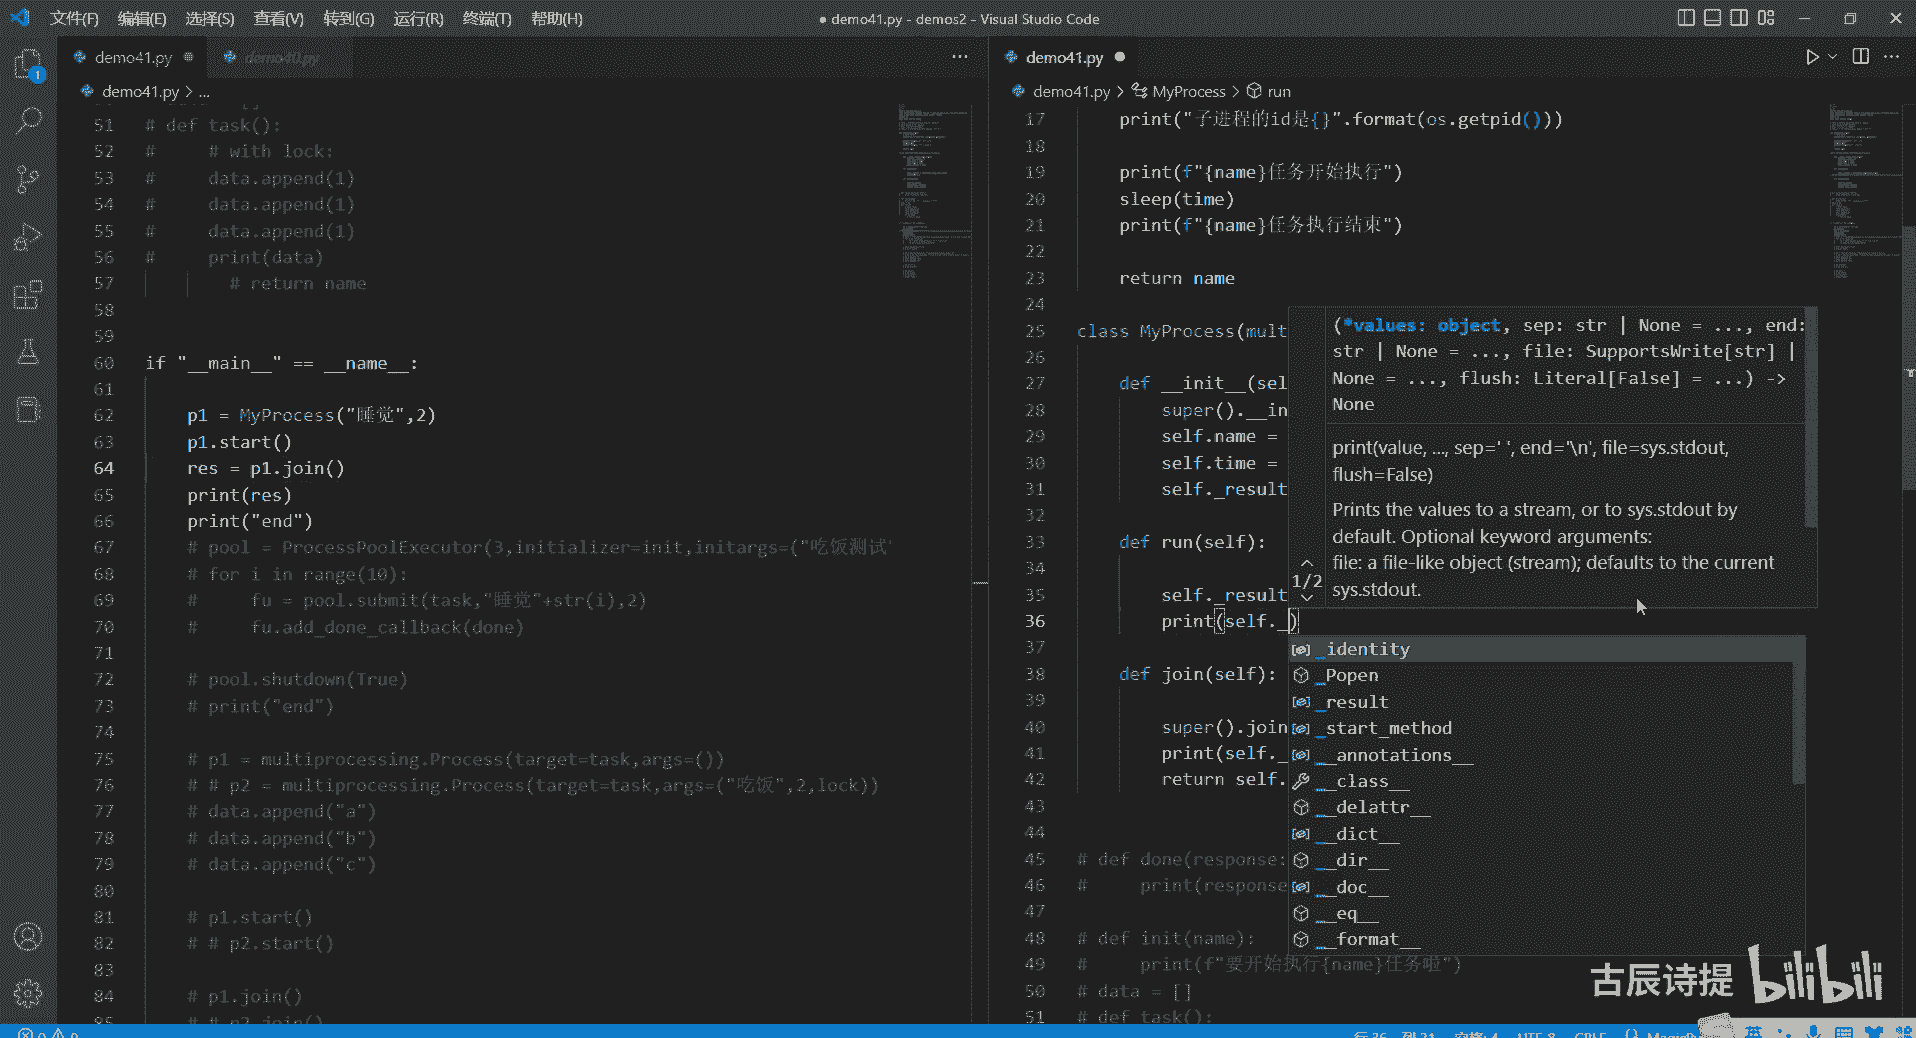 文件(F) 编辑(E) 选择(S) 查看(V) 转到(G) 运行(R) 终端(T) 帮助(H)
● demo41.py - demos2 - Visual Studio Code
demo41.py
demo40.py
demo41.py > ...
51 # def task():
52 #     # with lock:
53 #     data.append(1)
54 #     data.append(1)
55 #     data.append(1)
56 #     print(data)
57 # return name
58
59
60 if "__main__" == __name__:
61
62 p1 = MyProcess("睡觉",2)
63 p1.start()
64 res = p1.join()
65 print(res)
66 print("end")
67 # pool = ProcessPoolExecutor(3,initializer=init,initargs=("吃饭测试'
68 # for i in range(10):
69 #     fu = pool.submit(task,"睡觉"+str(i),2)
70 #     fu.add_done_callback(done)
71
72 # pool.shutdown(True)
73 # print("end")
74
75 # p1 = multiprocessing.Process(target=task,args=())
76 # # p2 = multiprocessing.Process(target=task,args=("吃饭",2,lock))
77 # data.append("a")
78 # data.append("b")
79 # data.append("c")
80
81 # p1.start()
82 # # p2.start()
83
84 # p1.join()
85 # # p2.join()
demo41.py
demo41.py > MyProcess > run
17 print("子进程的id是{}".format(os.getpid()))
18
19 print(f"{name}任务开始执行")
20 sleep(time)
21 print(f"{name}任务执行结束")
22
23 return name
24
25 class MyProcess(mult
26
27 def __init__(sel
28 super().__in
29 self.name =
30 self.time =
31 self._result
32
33 def run(self):
34
35 self._result
36 print(self._)
37
38 def join(self):
39
40 super().join
41 print(self._
42 return self.
43
44
45 # def done(response:
46 #     print(response
47
48 # def init(name):
49 #     print(f"要开始执行{name}任务啦")
50 # data = []
51 # def task():
(*values: object, sep: str | None = ..., end:
str | None = ..., file: SupportsWrite[str] |
None = ..., flush: Literal[False] = ...) ->
None
print(value, ..., sep=' ', end='\n', file=sys.stdout,
flush=False)
Prints the values to a stream, or to sys.stdout by
default. Optional keyword arguments:
file: a file-like object (stream); defaults to the current
sys.stdout.
1/2
_identity
_Popen
_result
_start_method
__annotations__
__class__
__delattr__
__dict__
__dir__
__doc__
__eq__
__format__
古辰诗提 bilibili
1
行 36, 列 21 空格: 4 UTF-8 CRLF
英